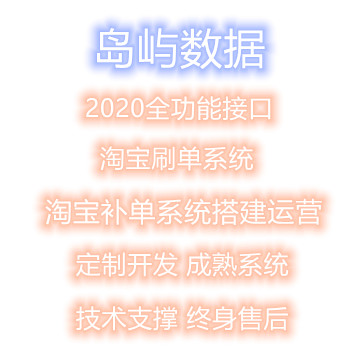 岛屿数据
2020全功能接口
淘宝刷单系统
淘宝补单系统搭建运营
定制开发 成熟系统
技术支撑 终身售后